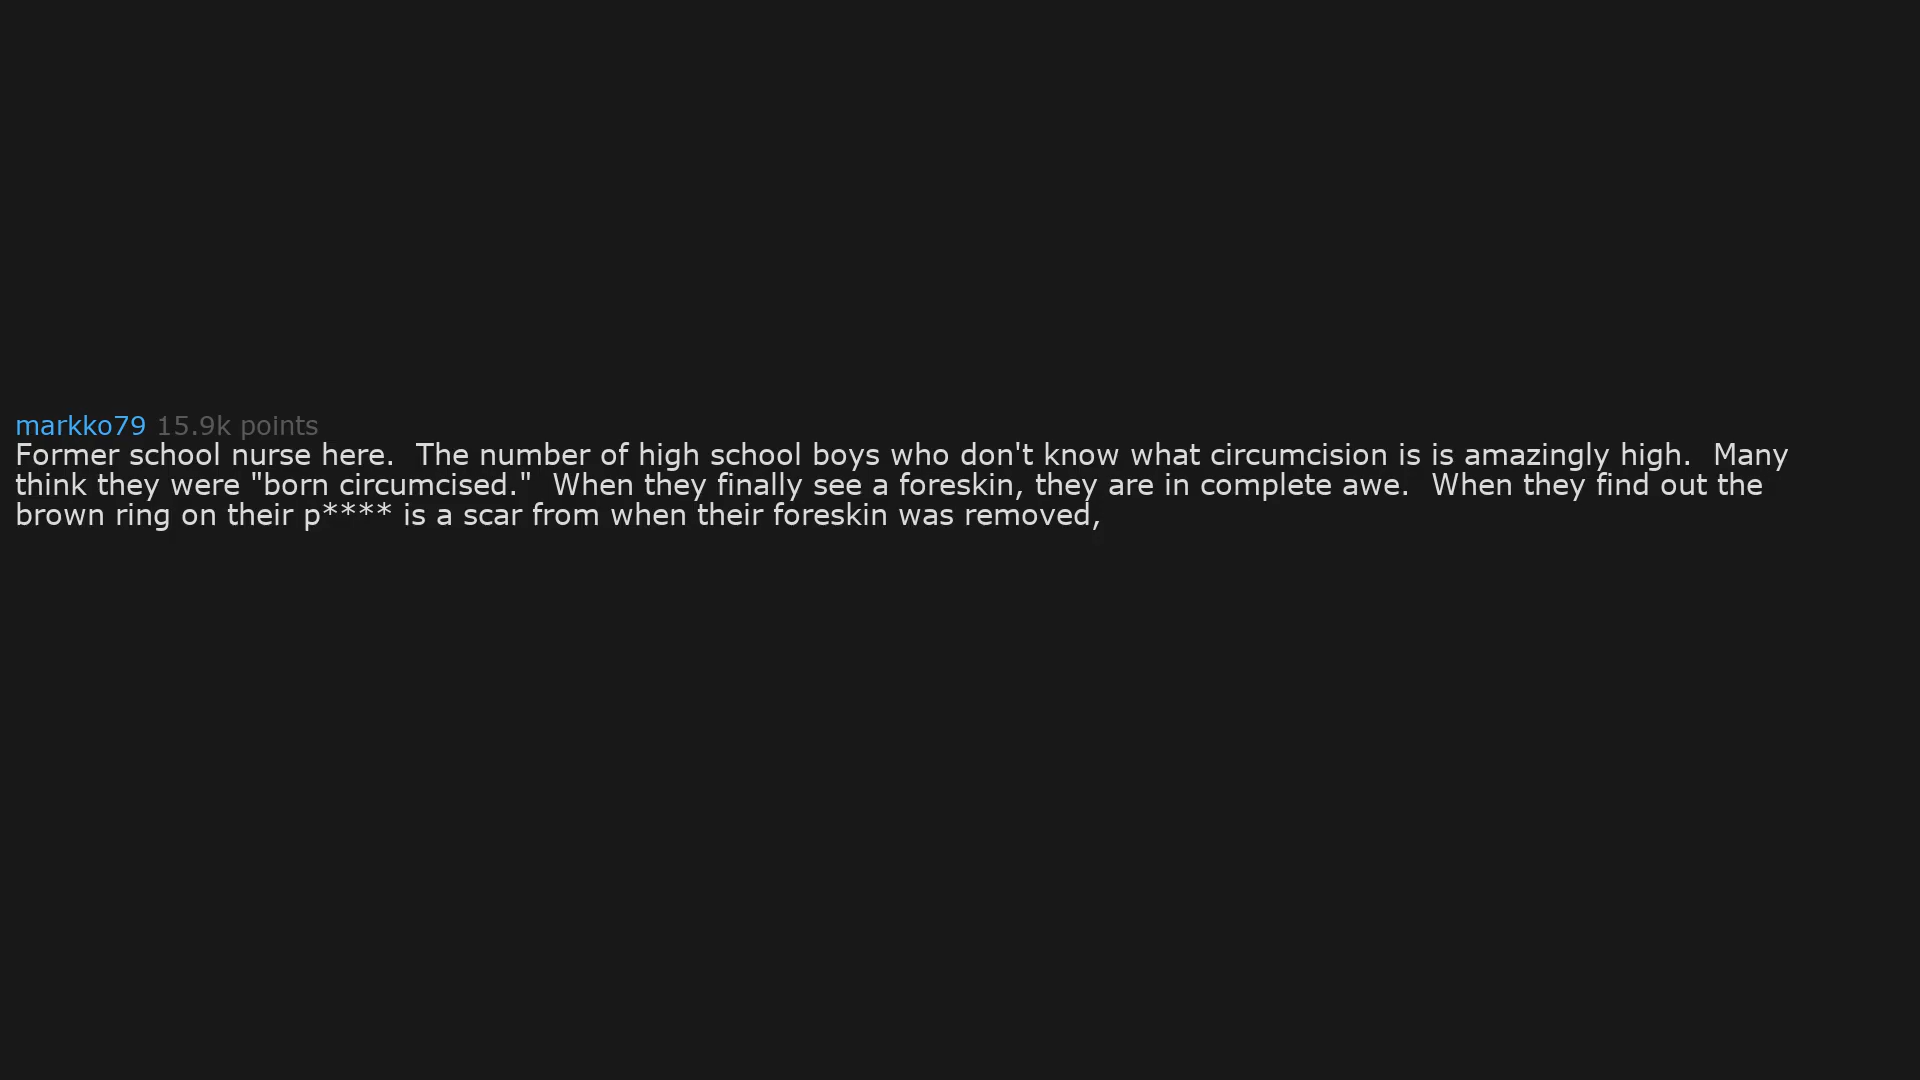 markko79 15.9k points
Former school nurse here.  The number of high school boys who don't know what circumcision is is amazingly high.  Many
think they were "born circumcised."  When they finally see a foreskin, they are in complete awe.  When they find out the
brown ring on their p**** is a scar from when their foreskin was removed,